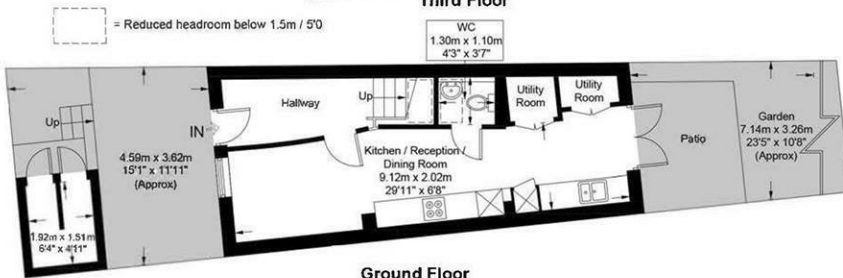 Third Floor
= Reduced headroom below 1.5m / 5'0
WC
1.30m x 1.10m
4'3" x 3'7"
Hallway
Up
Utility
Room
Utility
Room
Up
IN
4.59m x 3.62m
15'1" x 11'11"
(Approx)
Kitchen / Reception /
Dining Room
9.12m x 2.02m
29'11" x 6'8"
Patio
Garden
7.14m x 3.26m
23'5" x 10'8"
(Approx)
1.92m x 1.51m
6'4" x 4'11"
Ground Floor